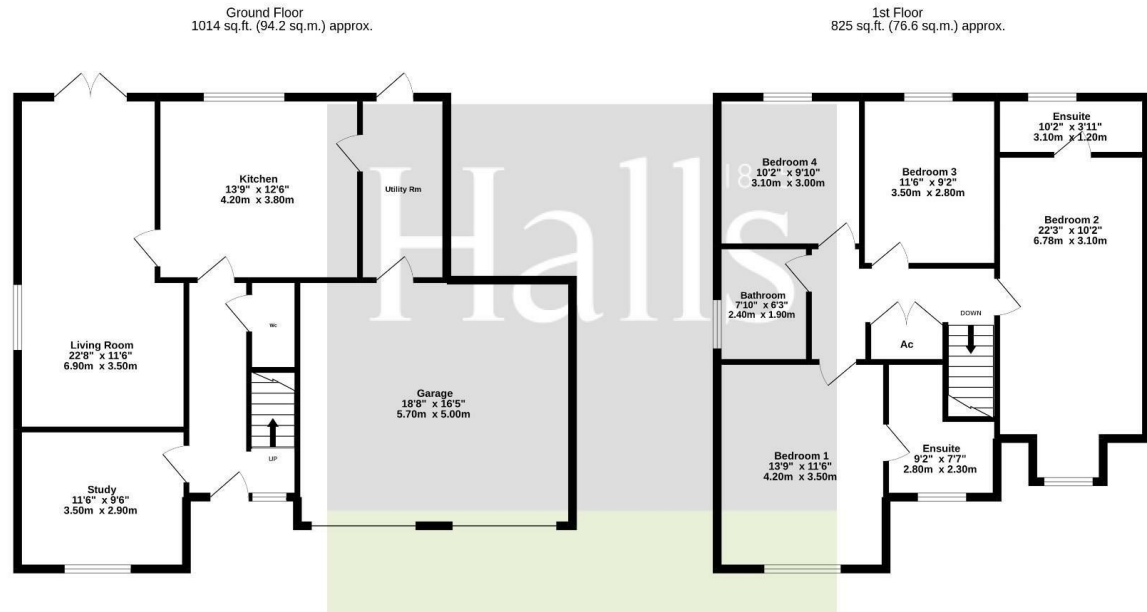 Ground Floor
1014 sq.ft. (94.2 sq.m.) approx.
1st Floor
825 sq.ft. (76.6 sq.m.) approx.
Kitchen
13'9" x 12'6"
4.20m x 3.80m
Utility Rm
Wc
Living Room
22'8" x 11'6"
6.90m x 3.50m
Garage
18'8" x 16'5"
5.70m x 5.00m
UP
Study
11'6" x 9'6"
3.50m x 2.90m
Ensuite
10'2" x 3'11"
3.10m x 1.20m
Bedroom 4
10'2" x 9'10"
3.10m x 3.00m
Bedroom 3
11'6" x 9'2"
3.50m x 2.80m
Bedroom 2
22'3" x 10'2"
6.78m x 3.10m
Bathroom
7'10" x 6'3"
2.40m x 1.90m
DOWN
Ac
Bedroom 1
13'9" x 11'6"
4.20m x 3.50m
Ensuite
9'2" x 7'7"
2.80m x 2.30m
Halls